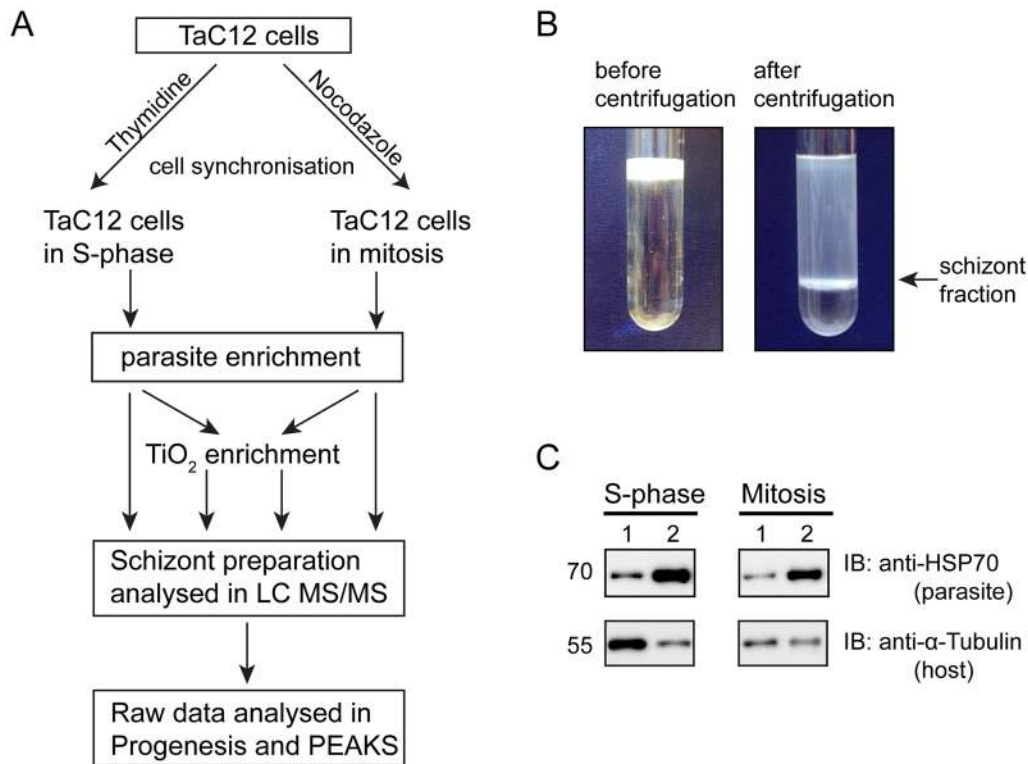 A
TaC12 cells
Thymidine
Nocodazole
cell synchronisation
TaC12 cells
in S-phase
TaC12 cells
in mitosis
parasite enrichment
TiO2 enrichment
Schizont preparation
analysed in LC MS/MS
Raw data analysed in
Progenesis and PEAKS
B
before
centrifugation
after
centrifugation
schizont
fraction
C
S-phase
Mitosis
1 2
1 2
70
IB: anti-HSP70
(parasite)
55
IB: anti-α-Tubulin
(host)